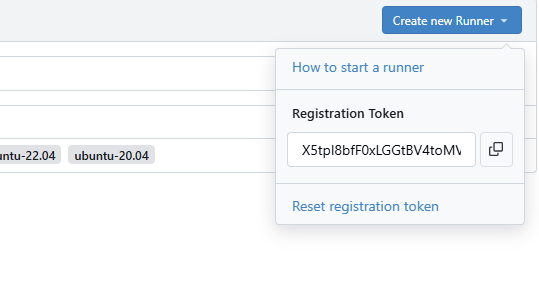 Create new Runner
How to start a runner
Registration Token
X5tpI8bfF0xLGGtBV4toMV
untu-22.04 ubuntu-20.04
Reset registration token